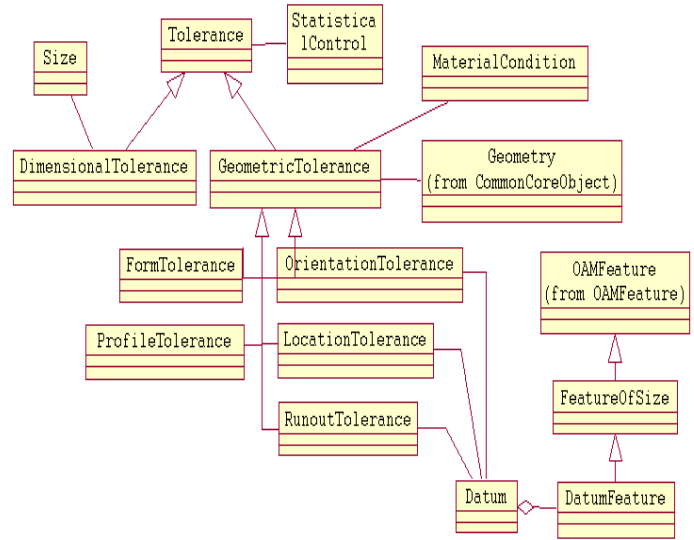 Tolerance
Statistica
lControl
Size
MaterialCondition
DimensionalTolerance
GeometricTolerance
Geometry
(from CommonCoreObject)
FormTolerance
OrientationTolerance
OAMFeature
(from OAMFeature)
ProfileTolerance
LocationTolerance
FeatureOfSize
RunoutTolerance
Datum
DatumFeature